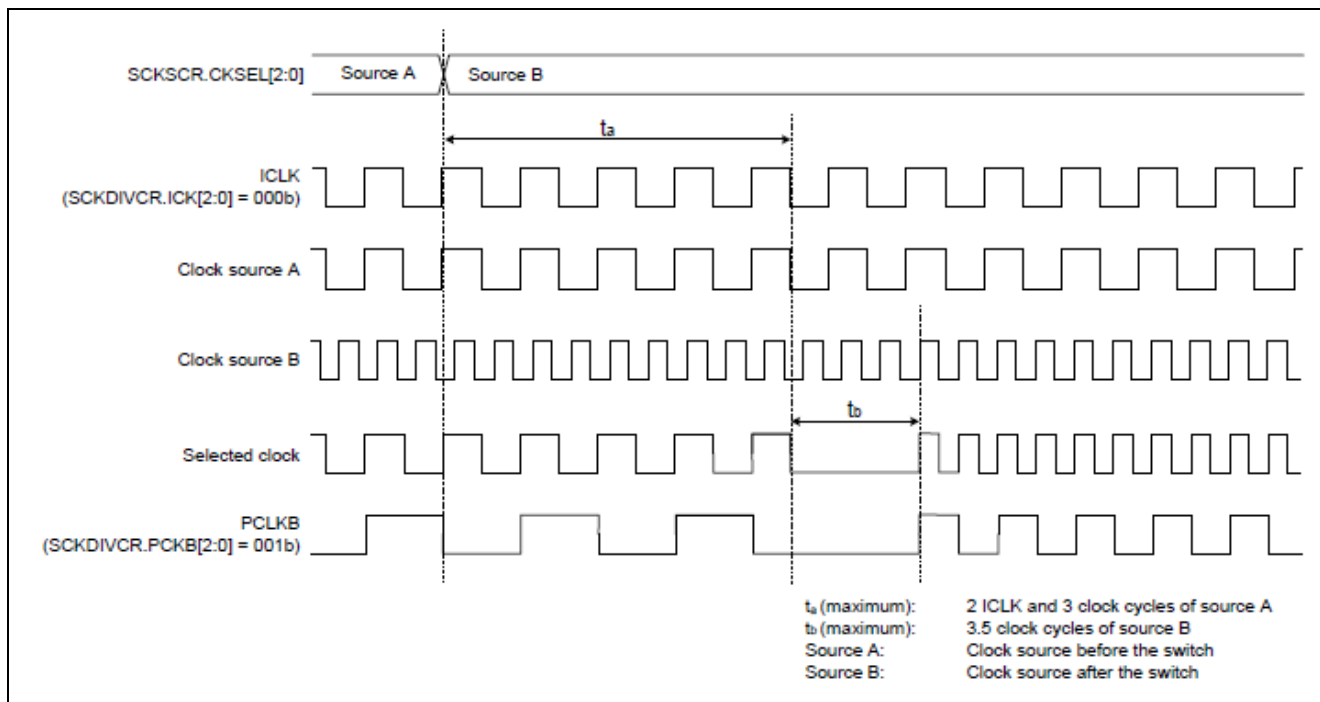 SCKSCR.CKSEL[2:0] Source A Source B
ta
ICLK
(SCKDIVCR.ICK[2:0] = 000b)
Clock source A
Clock source B
tb
Selected clock
PCLKB
(SCKDIVCR.PCKB[2:0] = 001b)
ta (maximum): 2 ICLK and 3 clock cycles of source A
tb (maximum): 3.5 clock cycles of source B
Source A: Clock source before the switch
Source B: Clock source after the switch